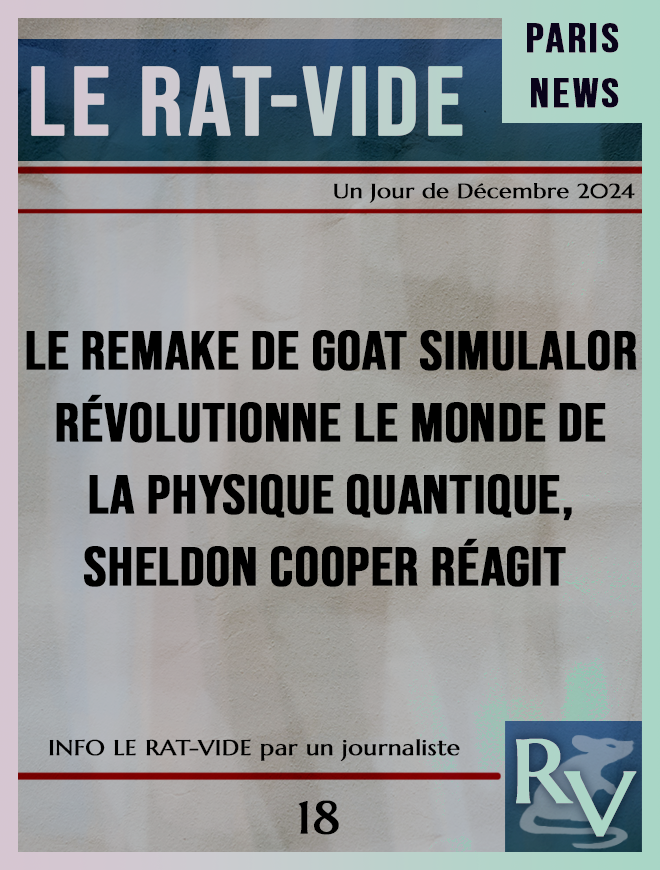 PARIS
NEWS
LE RAT-VIDE
Un Jour de Décembre 2024
LE REMAKE DE GOAT SIMULALOR
RÉVOLUTIONNE LE MONDE DE
LA PHYSIQUE QUANTIQUE,
SHELDON COOPER RÉAGIT
INFO LE RAT-VIDE par un journaliste
18
RV